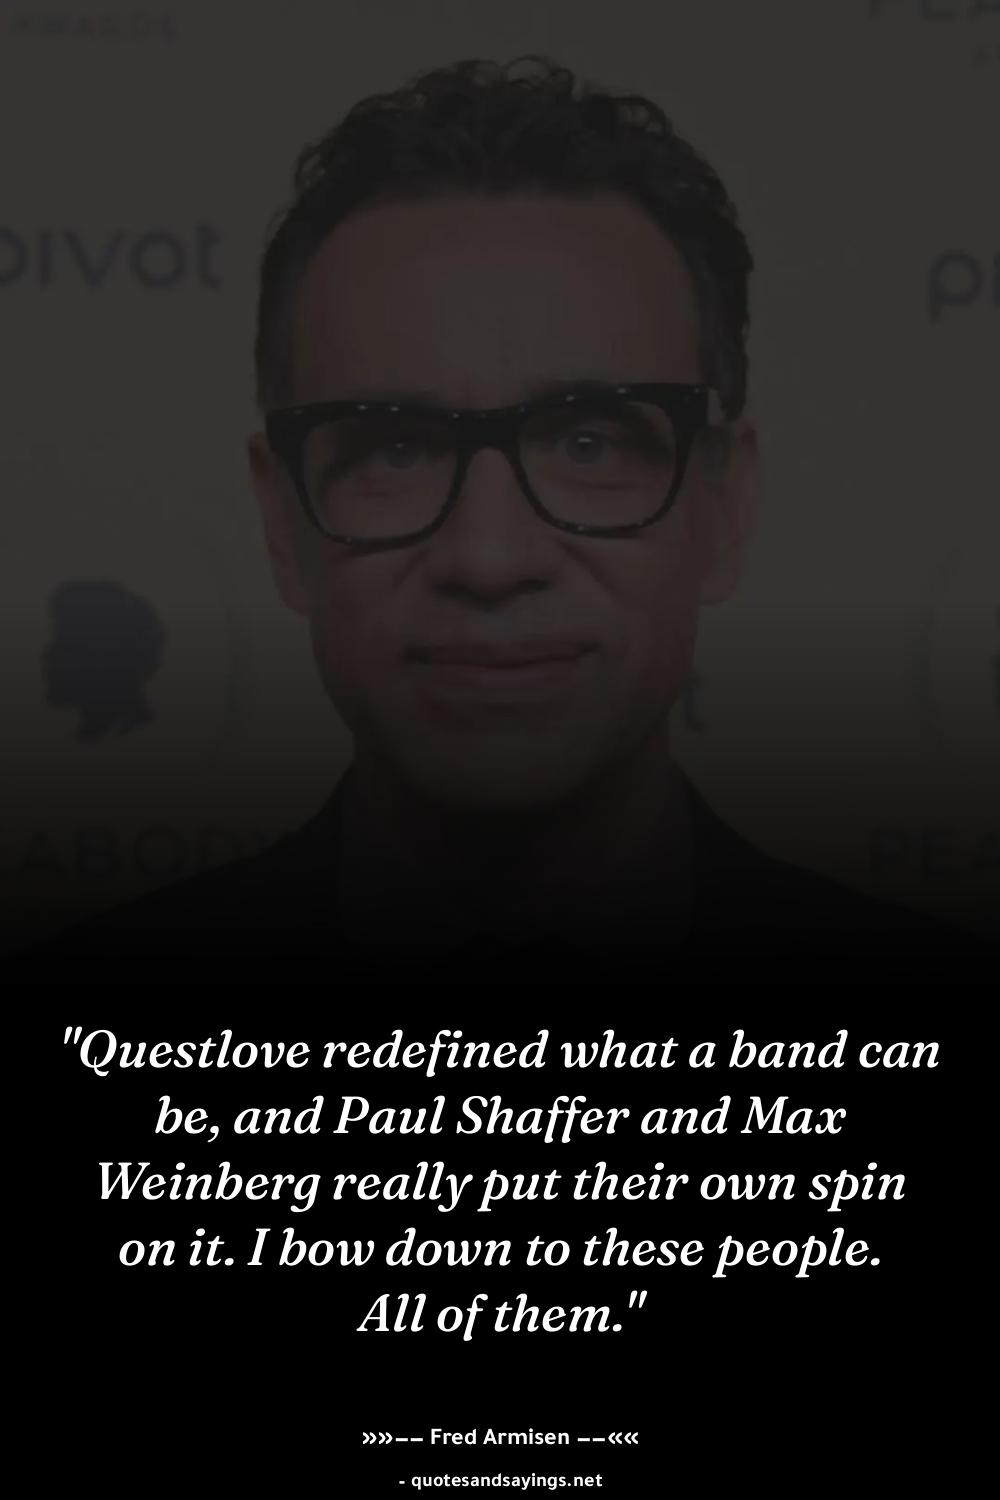 AWARDS
pivot
"Questlove redefined what a band can
be, and Paul Shaffer and Max
Weinberg really put their own spin
on it. I bow down to these people.
All of them."
»»–– Fred Armisen ––««
- quotesandsayings.net